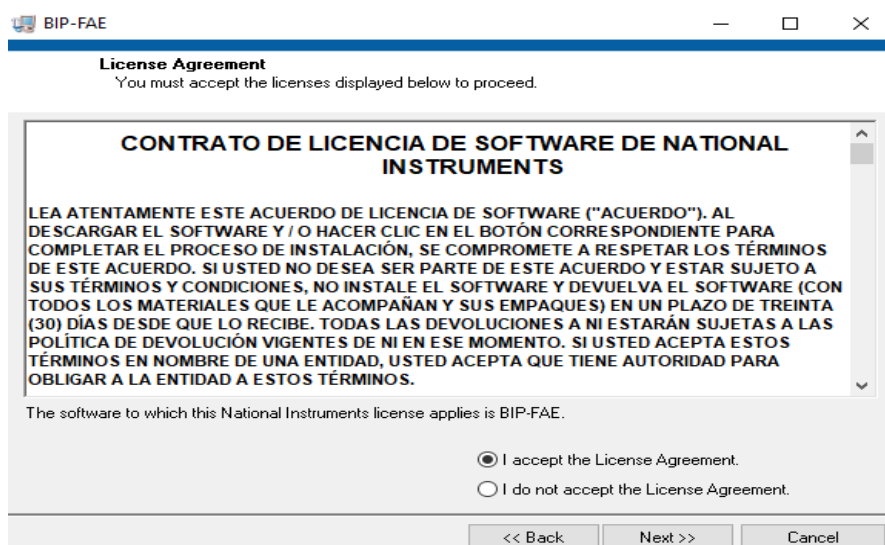 BIP-FAE
License Agreement
You must accept the licenses displayed below to proceed.
CONTRATO DE LICENCIA DE SOFTWARE DE NATIONAL
INSTRUMENTS
LEA ATENTAMENTE ESTE ACUERDO DE LICENCIA DE SOFTWARE ("ACUERDO"). AL
DESCARGAR EL SOFTWARE Y / O HACER CLIC EN EL BOTÓN CORRESPONDIENTE PARA
COMPLETAR EL PROCESO DE INSTALACIÓN, SE COMPROMETE A RESPETAR LOS TÉRMINOS
DE ESTE ACUERDO. SI USTED NO DESEA SER PARTE DE ESTE ACUERDO Y ESTAR SUJETO A
SUS TÉRMINOS Y CONDICIONES, NO INSTALE EL SOFTWARE Y DEVUELVA EL SOFTWARE (CON
TODOS LOS MATERIALES QUE LE ACOMPAÑAN Y SUS EMPAQUES) EN UN PLAZO DE TREINTA
(30) DÍAS DESDE QUE LO RECIBE. TODAS LAS DEVOLUCIONES A NI ESTARÁN SUJETAS A LAS
POLÍTICA DE DEVOLUCIÓN VIGENTES DE NI EN ESE MOMENTO. SI USTED ACEPTA ESTOS
TÉRMINOS EN NOMBRE DE UNA ENTIDAD, USTED ACEPTA QUE TIENE AUTORIDAD PARA
OBLIGAR A LA ENTIDAD A ESTOS TÉRMINOS.
The software to which this National Instruments license applies is BIP-FAE.
I accept the License Agreement.
I do not accept the License Agreement.
<< Back Next >> Cancel